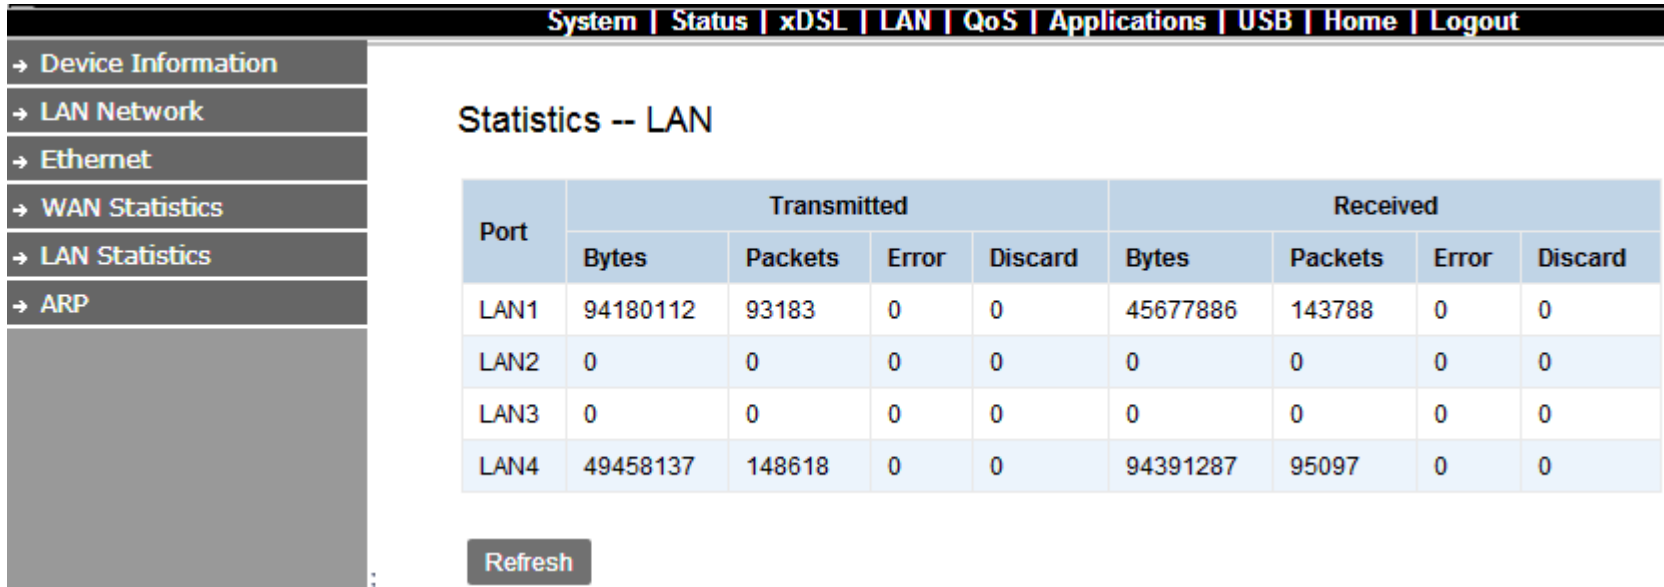 System | Status | xDSL | LAN | QoS | Applications | USB | Home | Logout
→ Device Information
→ LAN Network
→ Ethernet
→ WAN Statistics
→ LAN Statistics
→ ARP
Statistics -- LAN
Port Transmitted Received
Bytes Packets Error Discard Bytes Packets Error Discard
LAN1 94180112 93183 0 0 45677886 143788 0 0
LAN2 0 0 0 0 0 0 0 0
LAN3 0 0 0 0 0 0 0 0
LAN4 49458137 148618 0 0 94391287 95097 0 0
Refresh